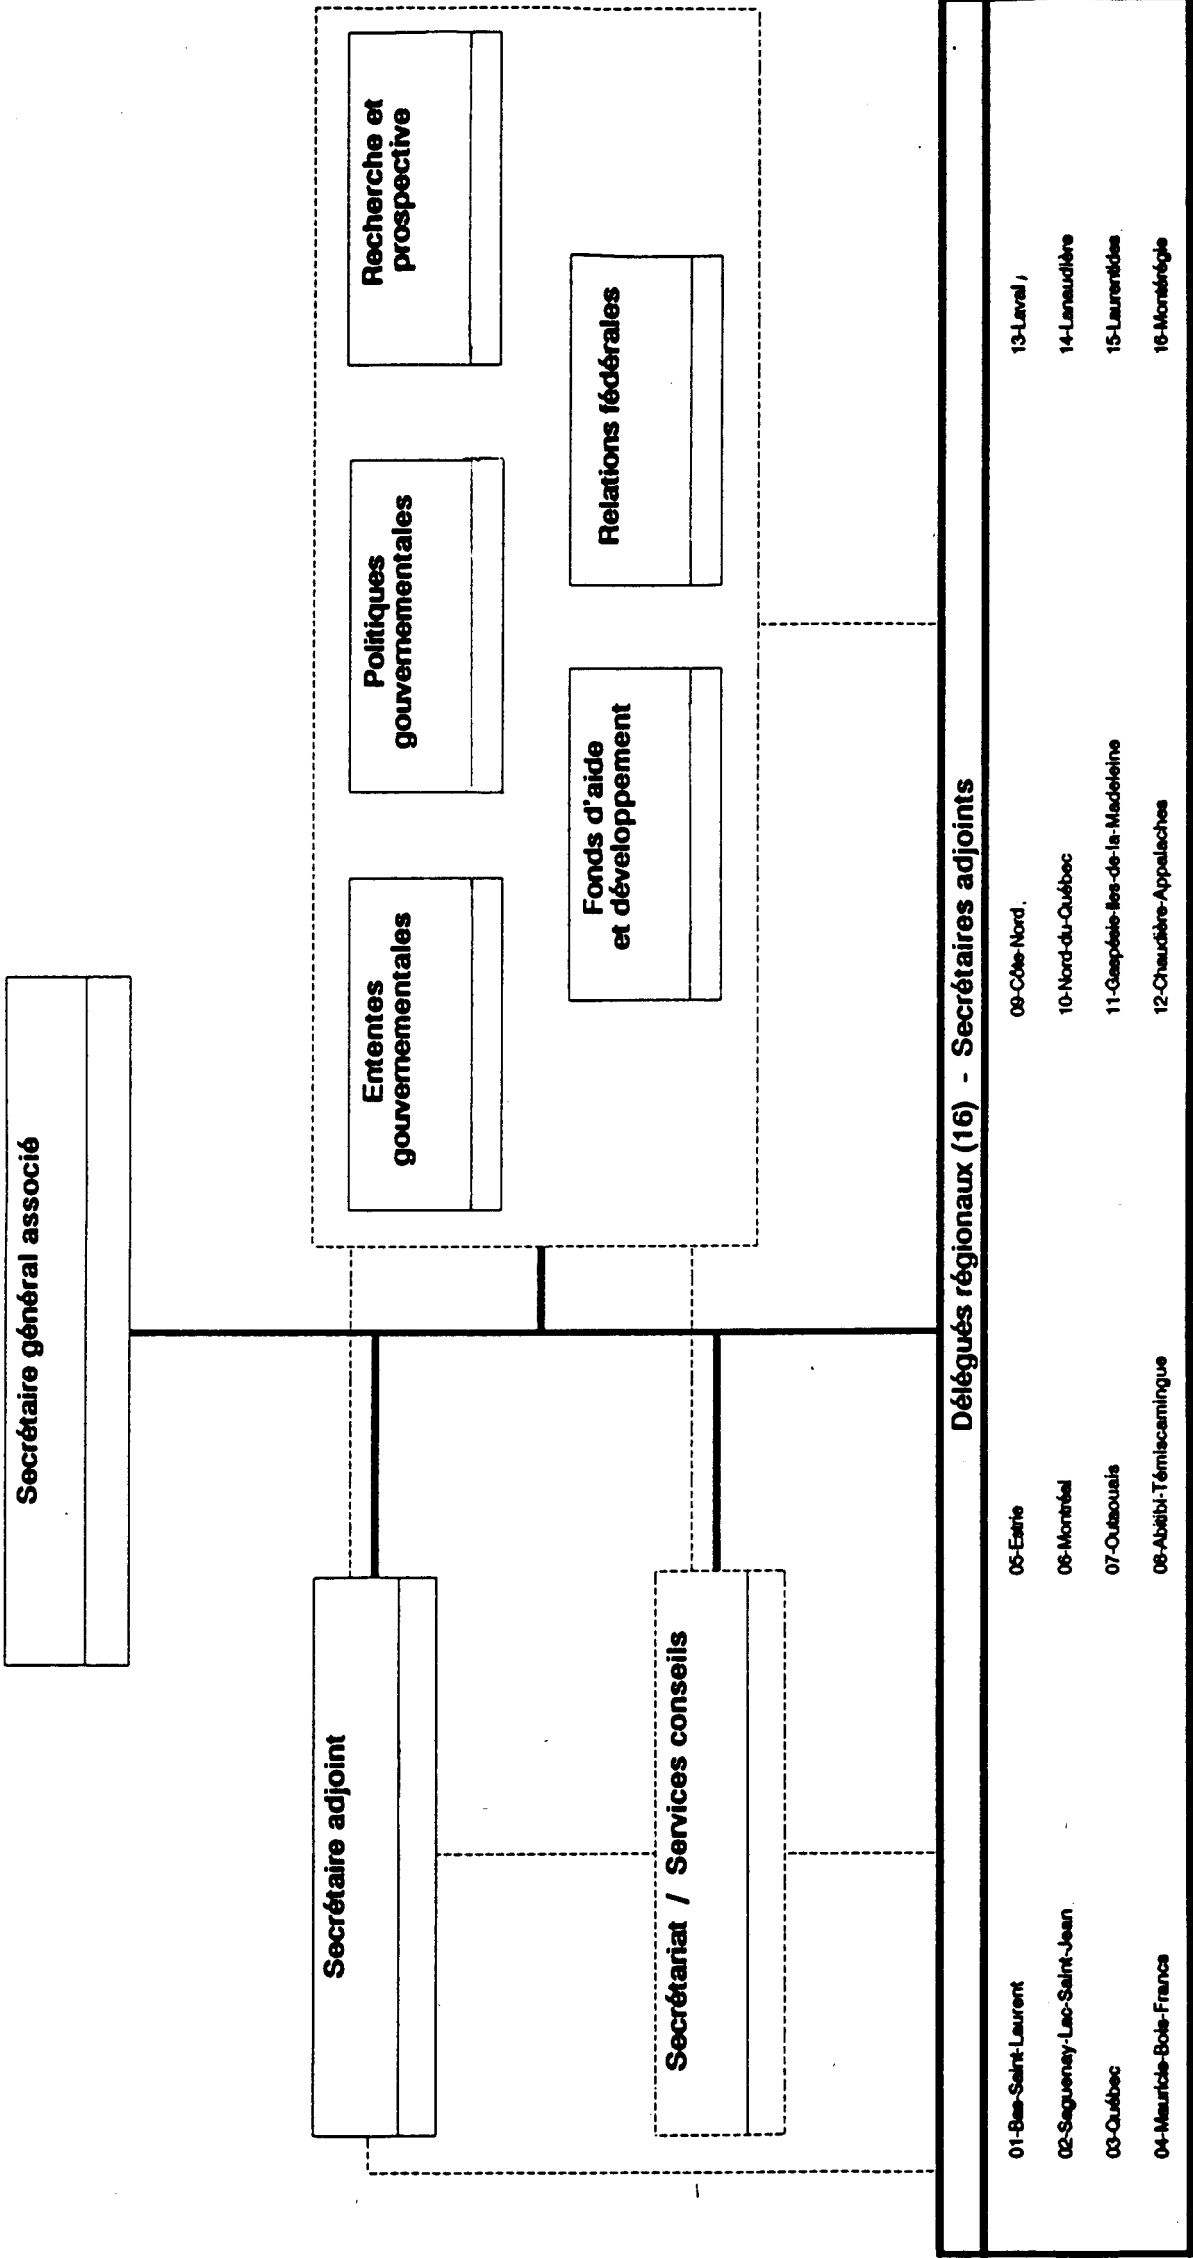 Secrétaire général associé
Secrétaire adjoint
Secrétariat / Services conseils
Ententes
gouvernementales
Politiques
gouvernementales
Recherche et
prospective
Fonds d'aide
et développement
Relations fédérales
Délégués régionaux (16) - Secrétaires adjoints
01-Bas-Saint-Laurent
02-Saguenay-Lac-Saint-Jean
03-Québec
04-Mauricie-Bois-Francs
05-Estrie
06-Montréal
07-Outaouais
08-Abitibi-Témiscamingue
09-Côte-Nord
10-Nord-du-Québec
11-Gaspésie-Iles-de-la-Madeleine
12-Chaudière-Appalaches
13-Laval
14-Lanaudière
15-Laurentides
16-Montérégie